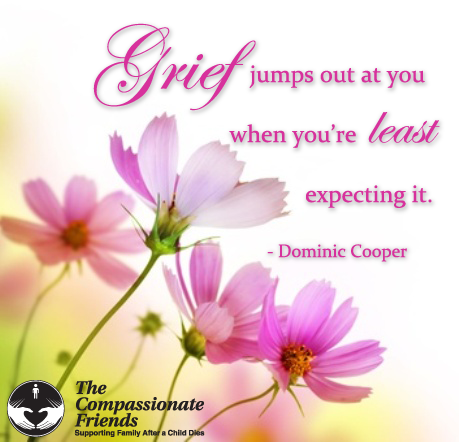 Grief jumps out at you
when you're least
expecting it.
- Dominic Cooper
The
Compassionate
Friends
Supporting Family After a Child Dies